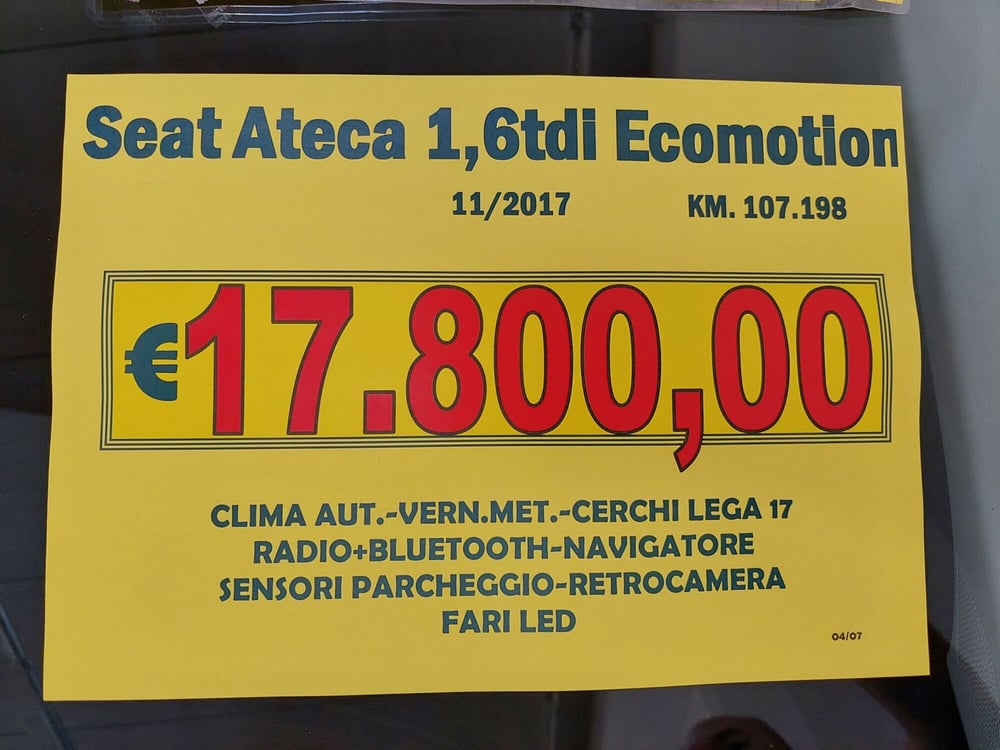 Seat Ateca 1,6tdi Ecomotion
11/2017 KM. 107.198
€17.800,00
CLIMA AUT.-VERN.MET.-CERCHI LEGA 17
RADIO+BLUETOOTH-NAVIGATORE
SENSORI PARCHEGGIO-RETROCAMERA
FARI LED
04/07